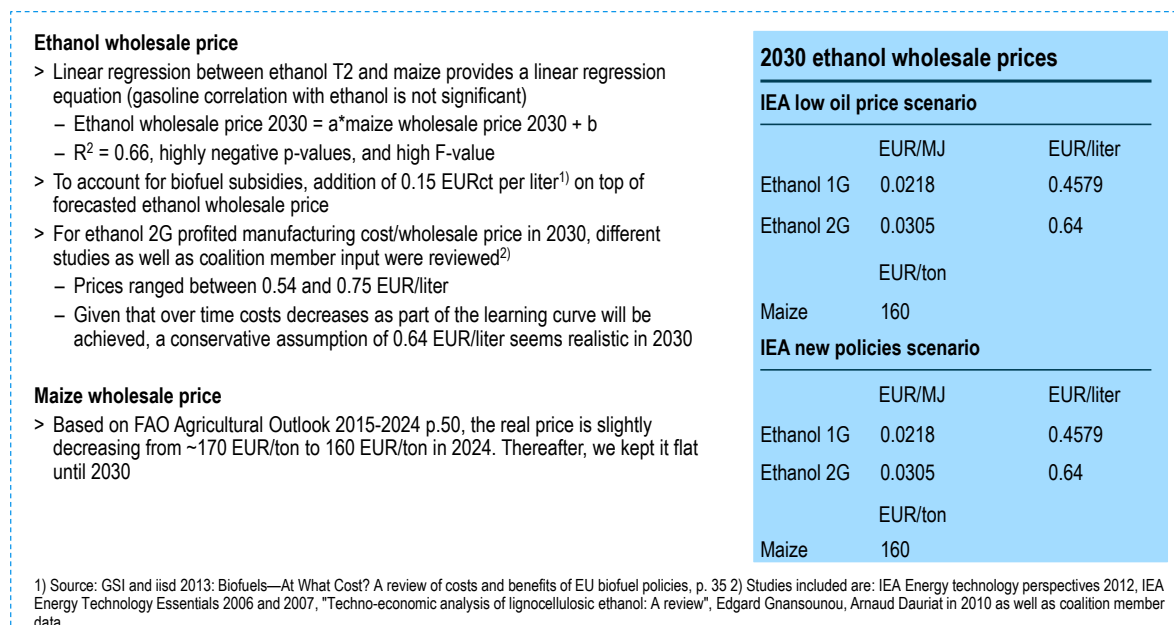 Ethanol wholesale price
> Linear regression between ethanol T2 and maize provides a linear regression
equation (gasoline correlation with ethanol is not significant)
– Ethanol wholesale price 2030 = a*maize wholesale price 2030 + b
– R2 = 0.66, highly negative p-values, and high F-value
> To account for biofuel subsidies, addition of 0.15 EURct per liter1) on top of
forecasted ethanol wholesale price
> For ethanol 2G profited manufacturing cost/wholesale price in 2030, different
studies as well as coalition member input were reviewed2)
– Prices ranged between 0.54 and 0.75 EUR/liter
– Given that over time costs decreases as part of the learning curve will be
achieved, a conservative assumption of 0.64 EUR/liter seems realistic in 2030
Maize wholesale price
> Based on FAO Agricultural Outlook 2015-2024 p.50, the real price is slightly
decreasing from ~170 EUR/ton to 160 EUR/ton in 2024. Thereafter, we kept it flat
until 2030
2030 ethanol wholesale prices
IEA low oil price scenario
EUR/MJ EUR/liter
Ethanol 1G 0.0218 0.4579
Ethanol 2G 0.0305 0.64
EUR/ton
Maize 160
IEA new policies scenario
EUR/MJ EUR/liter
Ethanol 1G 0.0218 0.4579
Ethanol 2G 0.0305 0.64
EUR/ton
Maize 160
1) Source: GSI and iisd 2013: Biofuels—At What Cost? A review of costs and benefits of EU biofuel policies, p. 35 2) Studies included are: IEA Energy technology perspectives 2012, IEA
Energy Technology Essentials 2006 and 2007, "Techno-economic analysis of lignocellulosic ethanol: A review", Edgard Gnansounou, Arnaud Dauriat in 2010 as well as coalition member
data